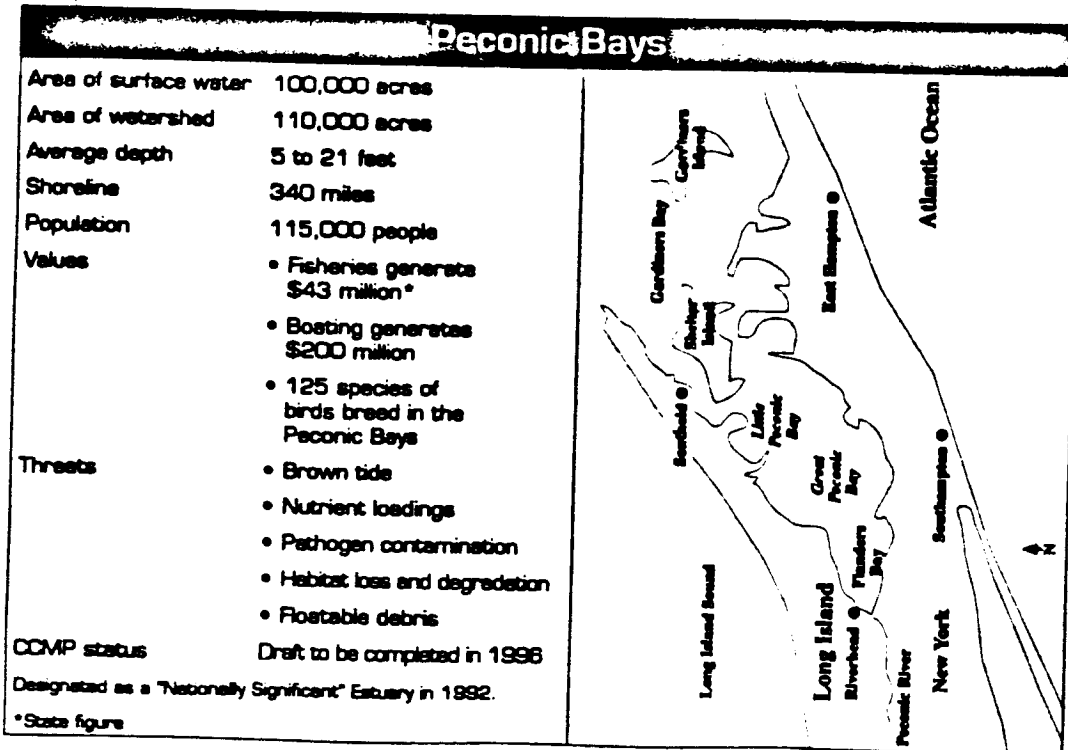 Peconic Bays
Area of surface water 100,000 acres
Area of watershed 110,000 acres
Average depth 5 to 21 feet
Shoreline 340 miles
Population 115,000 people
Values • Fisheries generate
$43 million*
• Boating generates
$200 million
• 125 species of
birds breed in the
Peconic Bays
Threats • Brown tide
• Nutrient loadings
• Pathogen contamination
• Habitat loss and degradation
• Floatable debris
CCMP status Draft to be completed in 1996
Designated as a "Nationally Significant" Estuary in 1992.
*State figure
Long Island Sound
Southold
Shelter
Island
Gardiners Bay
Gardiners
Island
Little
Peconic
Bay
Great
Peconic
Bay
Flanders
Bay
Long Island
Riverhead
Peconic River
New York
Southampton
East Hampton
Atlantic Ocean
N